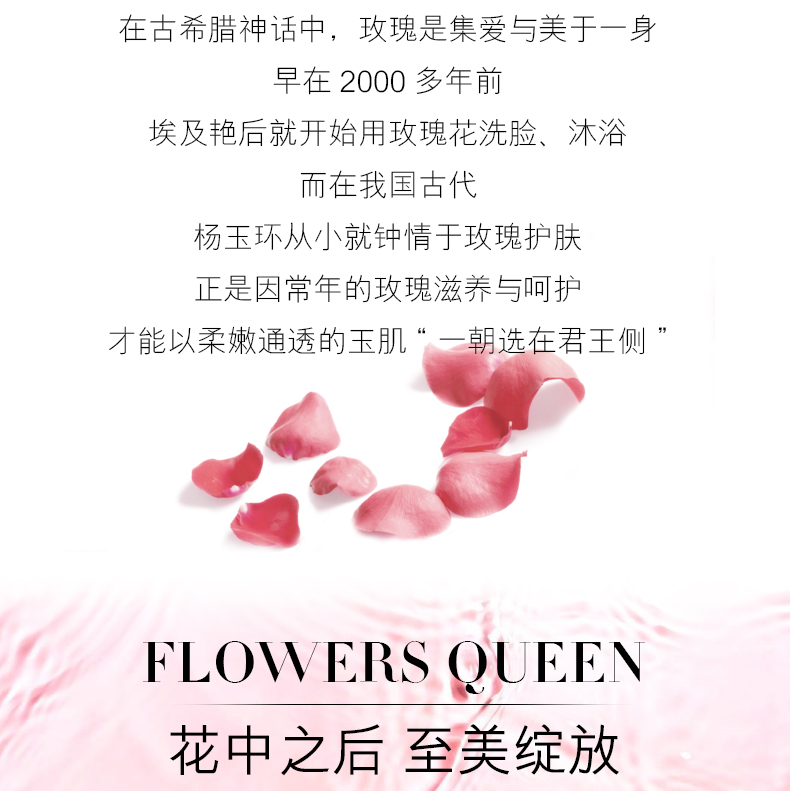 在古希腊神话中，玫瑰是集爱与美于一身
早在 2000 多年前
埃及艳后就开始用玫瑰花洗脸、沐浴
而在我国古代
杨玉环从小就钟情于玫瑰护肤
正是因常年的玫瑰滋养与呵护
才能以柔嫩通透的玉肌“ 一朝选在君王侧 ”
FLOWERS QUEEN
花中之后 至美绽放